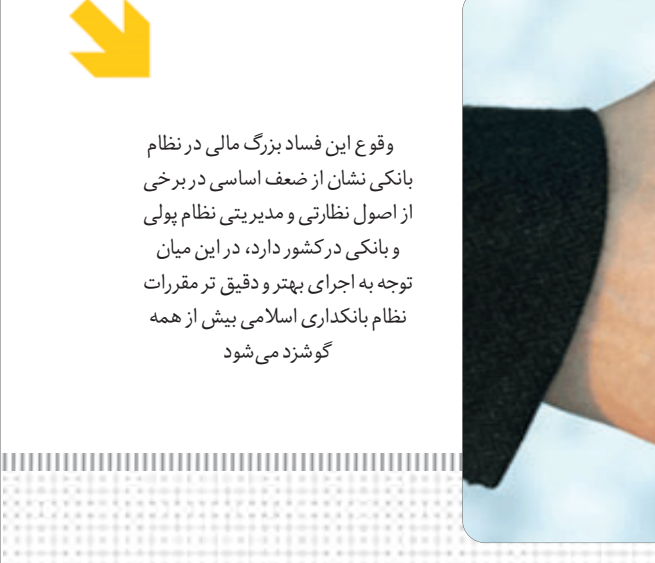 وقوع این فساد بزرگ مالی در نظام
بانکی نشان از ضعف اساسی در برخی
از اصول نظارتی و مدیریتی نظام پولی
و بانکی در کشور دارد، در این میان
توجه به اجرای بهتر و دقیق تر مقررات
نظام بانکداری اسلامی بیش از همه
گوشزد می‌شود